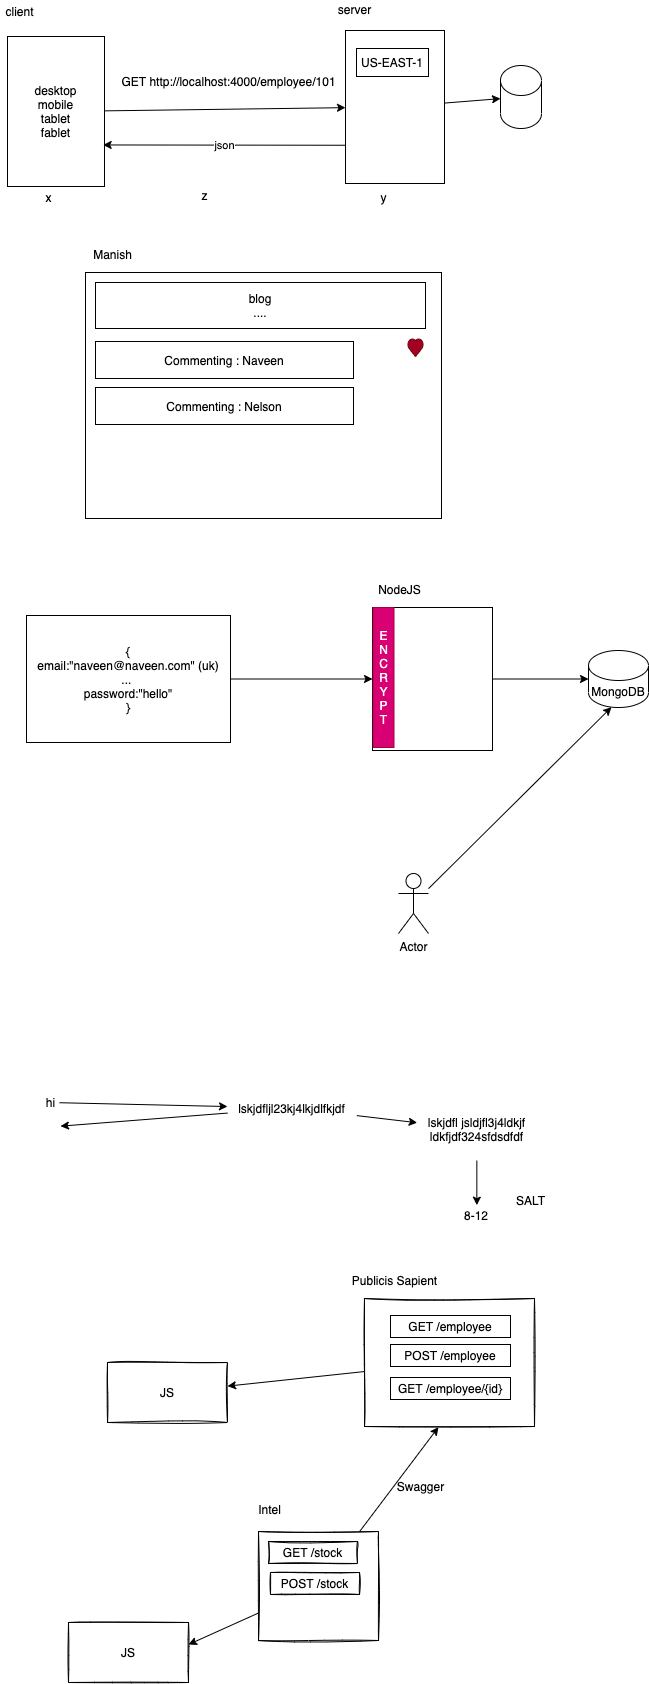 client
server
US-EAST-1
GET http://localhost:4000/employee/101
desktop
mobile
tablet
fablet
json
x
z
y
Manish
blog
....
Commenting : Naveen
Commenting : Nelson
NodeJS
{
email:"naveen@naveen.com" (uk)
...
password:"hello"
}
E
N
C
R
Y
P
T
MongoDB
Actor
hi
lskjdfljl23kj4lkjdlfkjdf
lskjdfl jsldjfl3j4ldkjf
ldkfjdf324sfdsdfdf
SALT
8-12
Publicis Sapient
GET /employee
POST /employee
GET /employee/{id}
JS
Swagger
Intel
GET /stock
POST /stock
JS